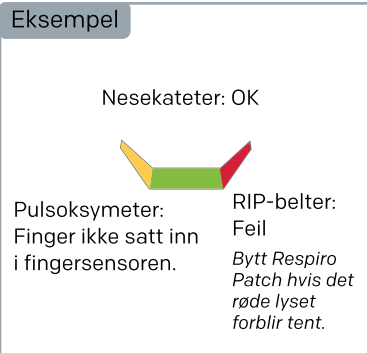 Eksempel
Nesekateter: OK
Pulsoksymeter:
Finger ikke satt inn
i fingersensoren.
RIP-belter:
Feil
Bytt Respiro
Patch hvis det
røde lyset
forblir tent.